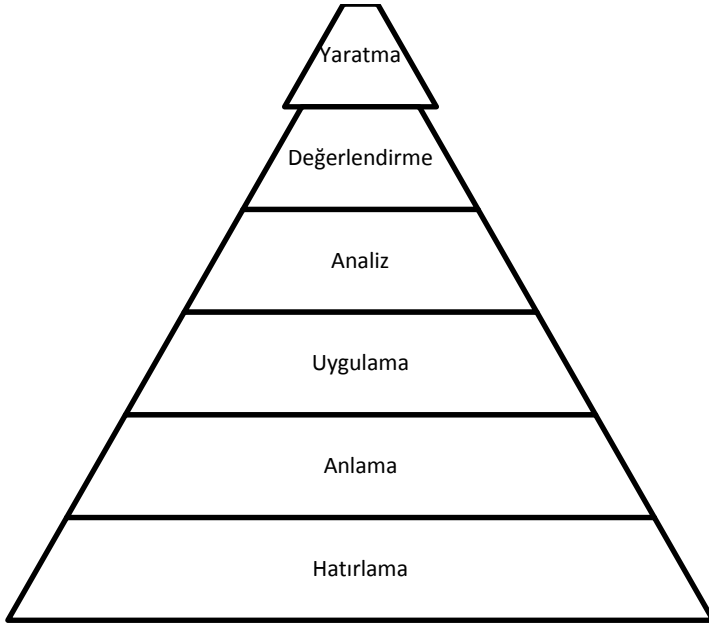 Yaratma
Değerlendirme
Analiz
Uygulama
Anlama
Hatırlama